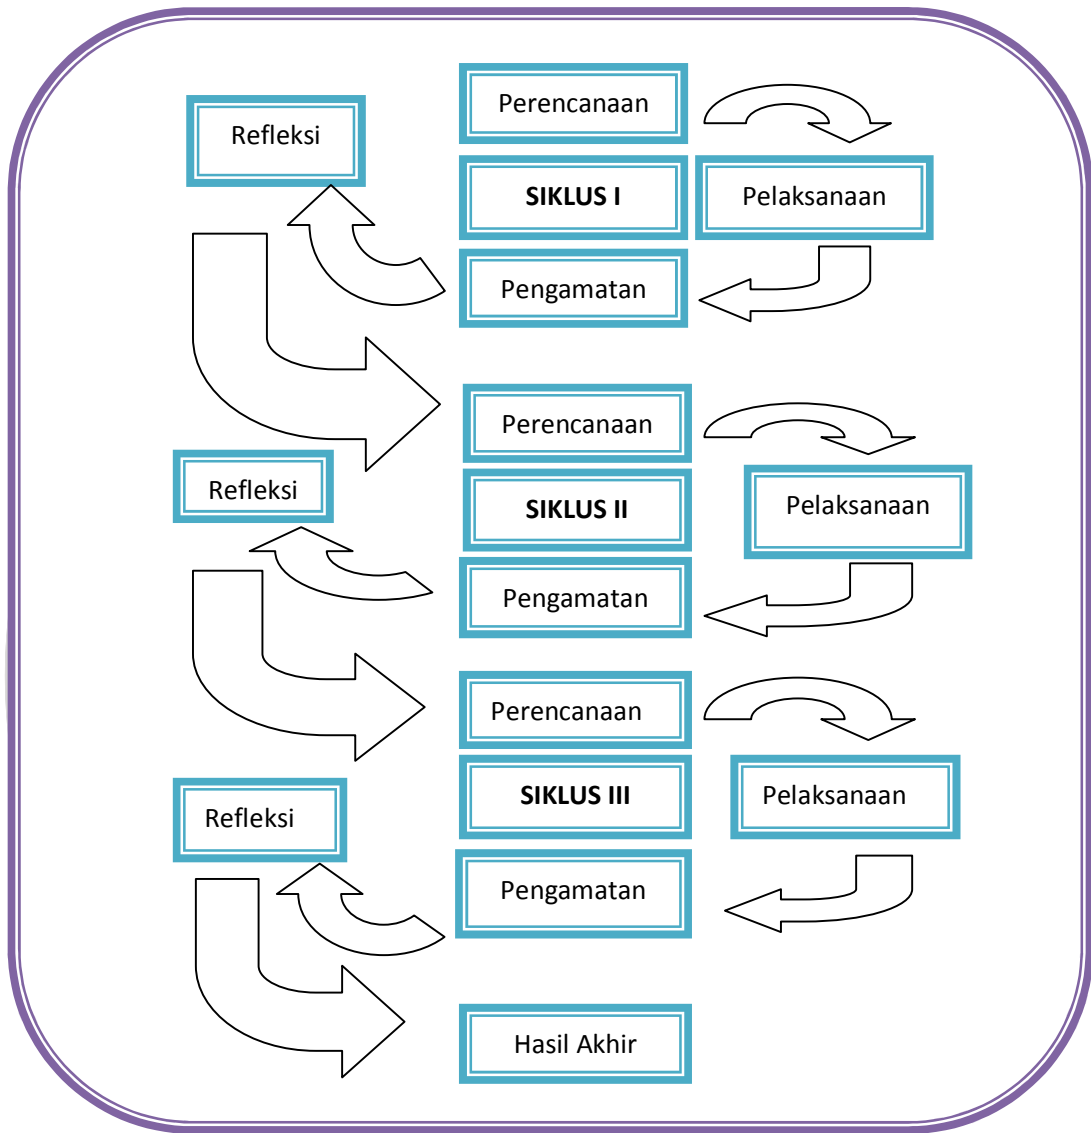 Perencanaan
Refleksi
SIKLUS I
Pelaksanaan
Pengamatan
Perencanaan
Refleksi
SIKLUS II
Pelaksanaan
Pengamatan
Perencanaan
Refleksi
SIKLUS III
Pelaksanaan
Pengamatan
Hasil Akhir